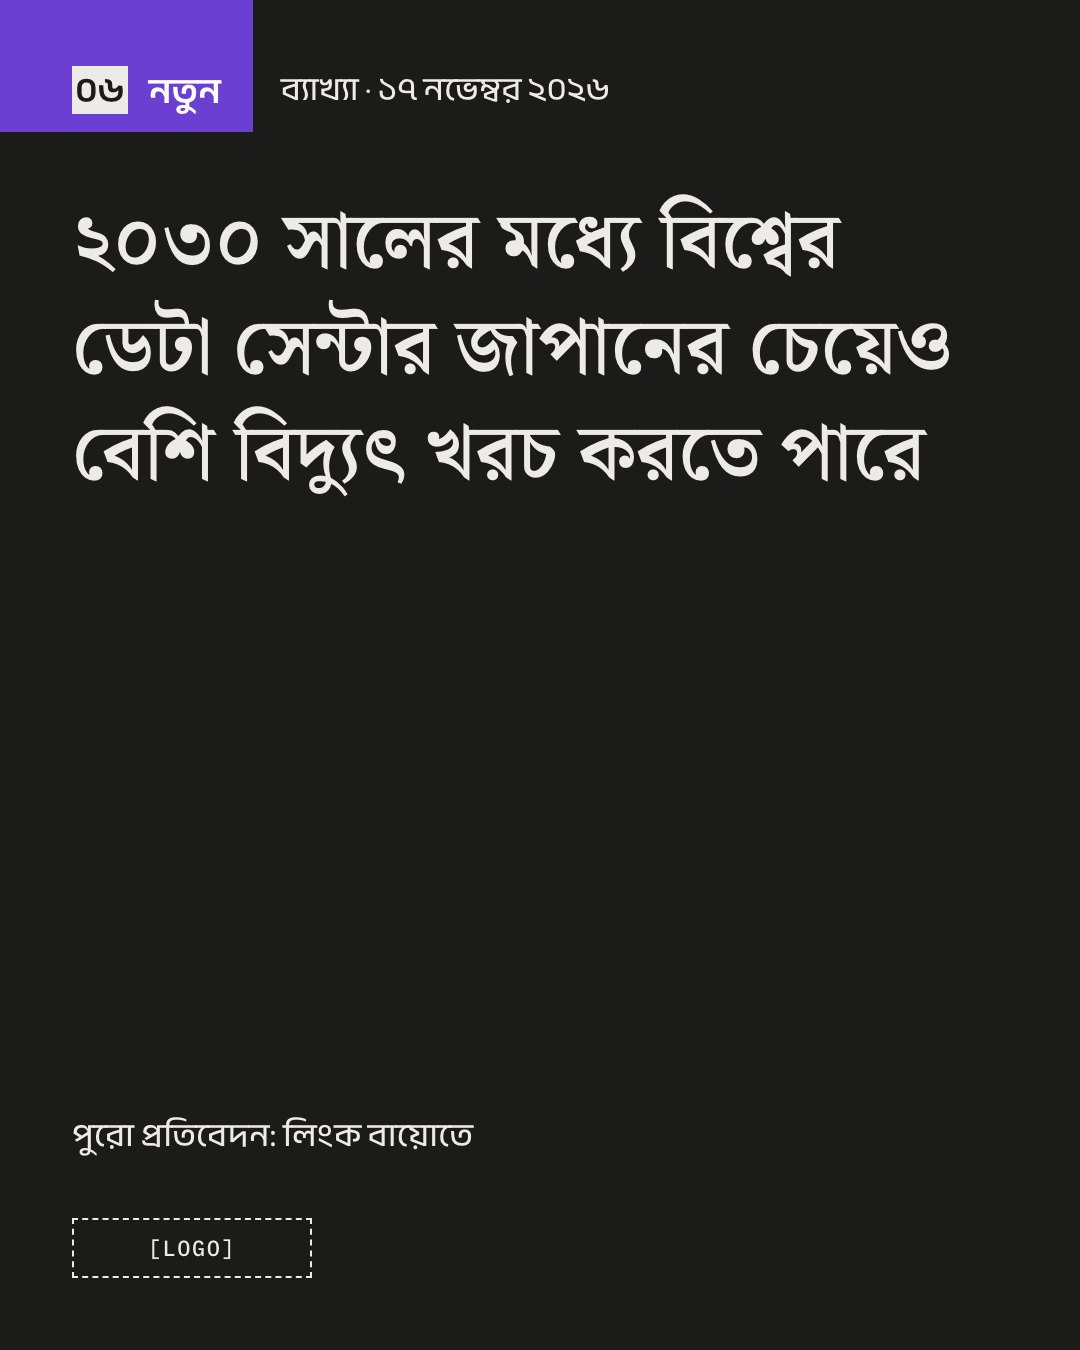 ০৬ নতুন ব্যাখ্যা · ১৭ নভেম্বর ২০২৬
২০৩০ সালের মধ্যে বিশ্বের
ডেটা সেন্টার জাপানের চেয়েও
বেশি বিদ্যুৎ খরচ করতে পারে
পুরো প্রতিবেদন: লিংক বায়োতে
[LOGO]